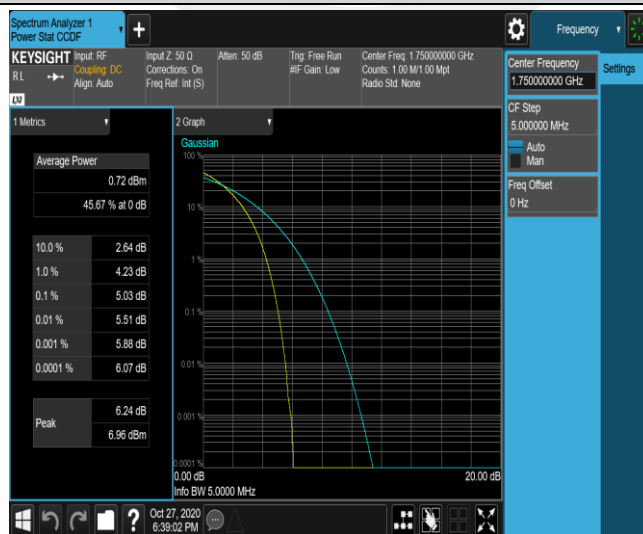 Spectrum Analyzer 1
Power Stat CCDF
+
Frequency
KEYSIGHT
RL
LXI
Input: RF
Coupling: DC
Align: Auto
Input Z: 50 Ω
Corrections: On
Freq Ref: Int (S)
Atten: 50 dB
Trig: Free Run
#IF Gain: Low
Center Freq: 1.750000000 GHz
Counts: 1.00 M/1.00 Mpt
Radio Std: None
Center Frequency
1.750000000 GHz
Settings
CF Step
5.000000 MHz
Auto
Man
Freq Offset
0 Hz
1 Metrics
Average Power
0.72 dBm
45.67 % at 0 dB
10.0 % 2.64 dB
1.0 % 4.23 dB
0.1 % 5.03 dB
0.01 % 5.51 dB
0.001 % 5.88 dB
0.0001 % 6.07 dB
Peak
6.24 dB
6.96 dBm
2 Graph
Gaussian
100 %
10 %
1 %
0.1 %
0.01 %
0.001 %
0.0001 %
0.00 dB 20.00 dB
Info BW 5.0000 MHz
?
Oct 27, 2020
6:39:02 PM